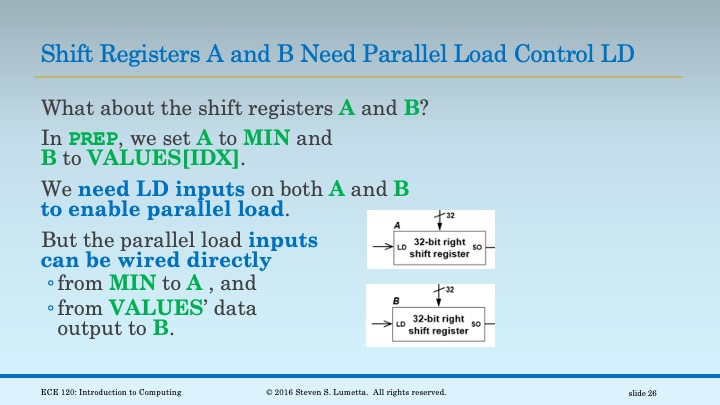 Shift Registers A and B Need Parallel Load Control LD
What about the shift registers A and B?
In PREP, we set A to MIN and
B to VALUES[IDX].
We need LD inputs on both A and B
to enable parallel load.
But the parallel load inputs
can be wired directly
◦from MIN to A , and
◦from VALUES’ data
output to B.
32
A
LD 32-bit right shift register SO
32
B
LD 32-bit right shift register SO
ECE 120: Introduction to Computing © 2016 Steven S. Lumetta. All rights reserved. slide 26